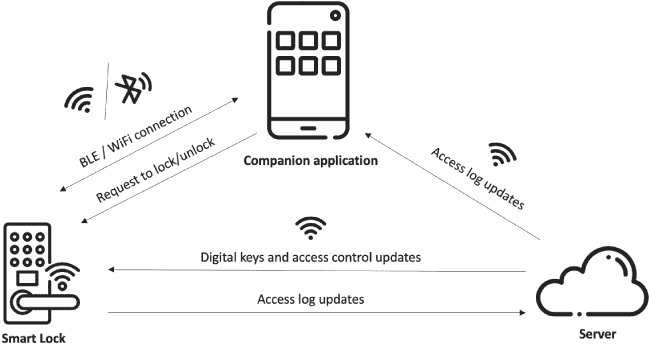 BLE / WiFi connection
Request to lock/unlock
Companion application
Access log updates
Digital keys and access control updates
Access log updates
Smart Lock
Server